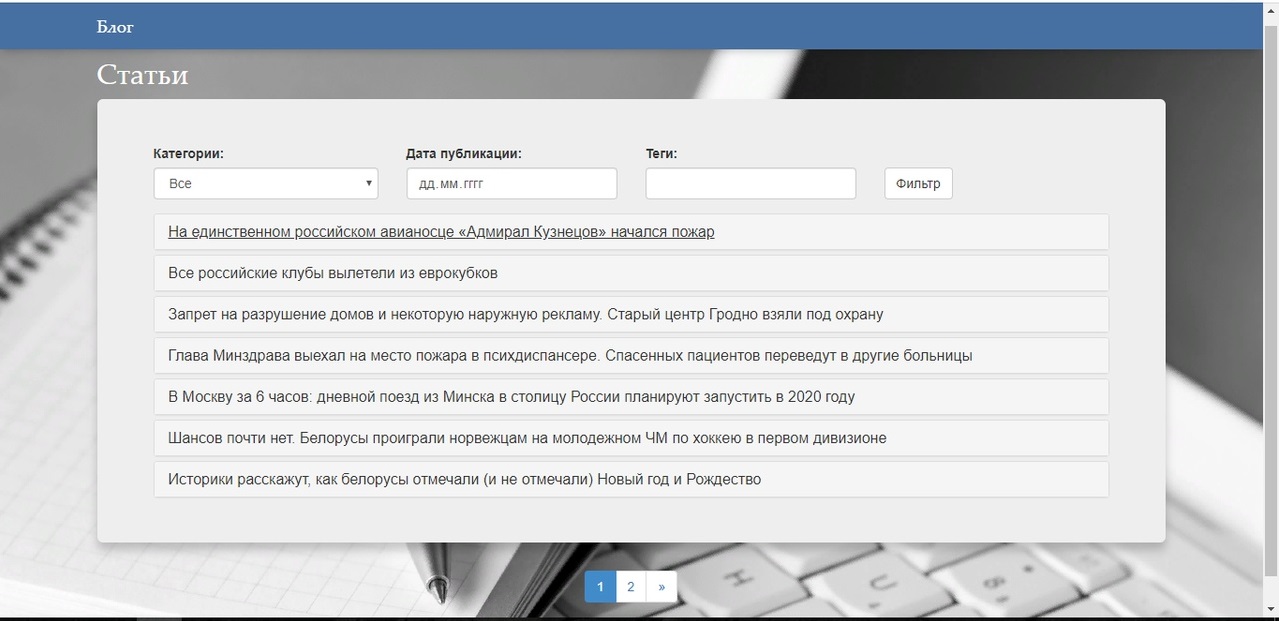 Блог
Статьи
Категории: Дата публикации: Теги:
Все дд.мм.гггг Фильтр
На единственном российском авианосце «Адмирал Кузнецов» начался пожар
Все российские клубы вылетели из еврокубков
Запрет на разрушение домов и некоторую наружную рекламу. Старый центр Гродно взяли под охрану
Глава Минздрава выехал на место пожара в психдиспансере. Спасенных пациентов переведут в другие больницы
В Москву за 6 часов: дневной поезд из Минска в столицу России планируют запустить в 2020 году
Шансов почти нет. Белорусы проиграли норвежцам на молодежном ЧМ по хоккею в первом дивизионе
Историки расскажут, как белорусы отмечали (и не отмечали) Новый год и Рождество
1 2 »